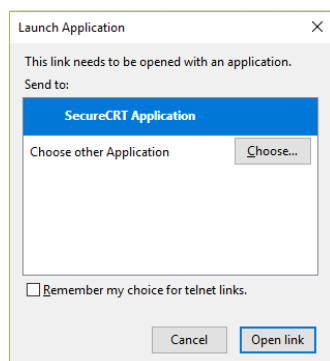 Launch Application
This link needs to be opened with an application.
Send to:
SecureCRT Application
Choose other Application
Choose...
Remember my choice for telnet links.
Cancel
Open link